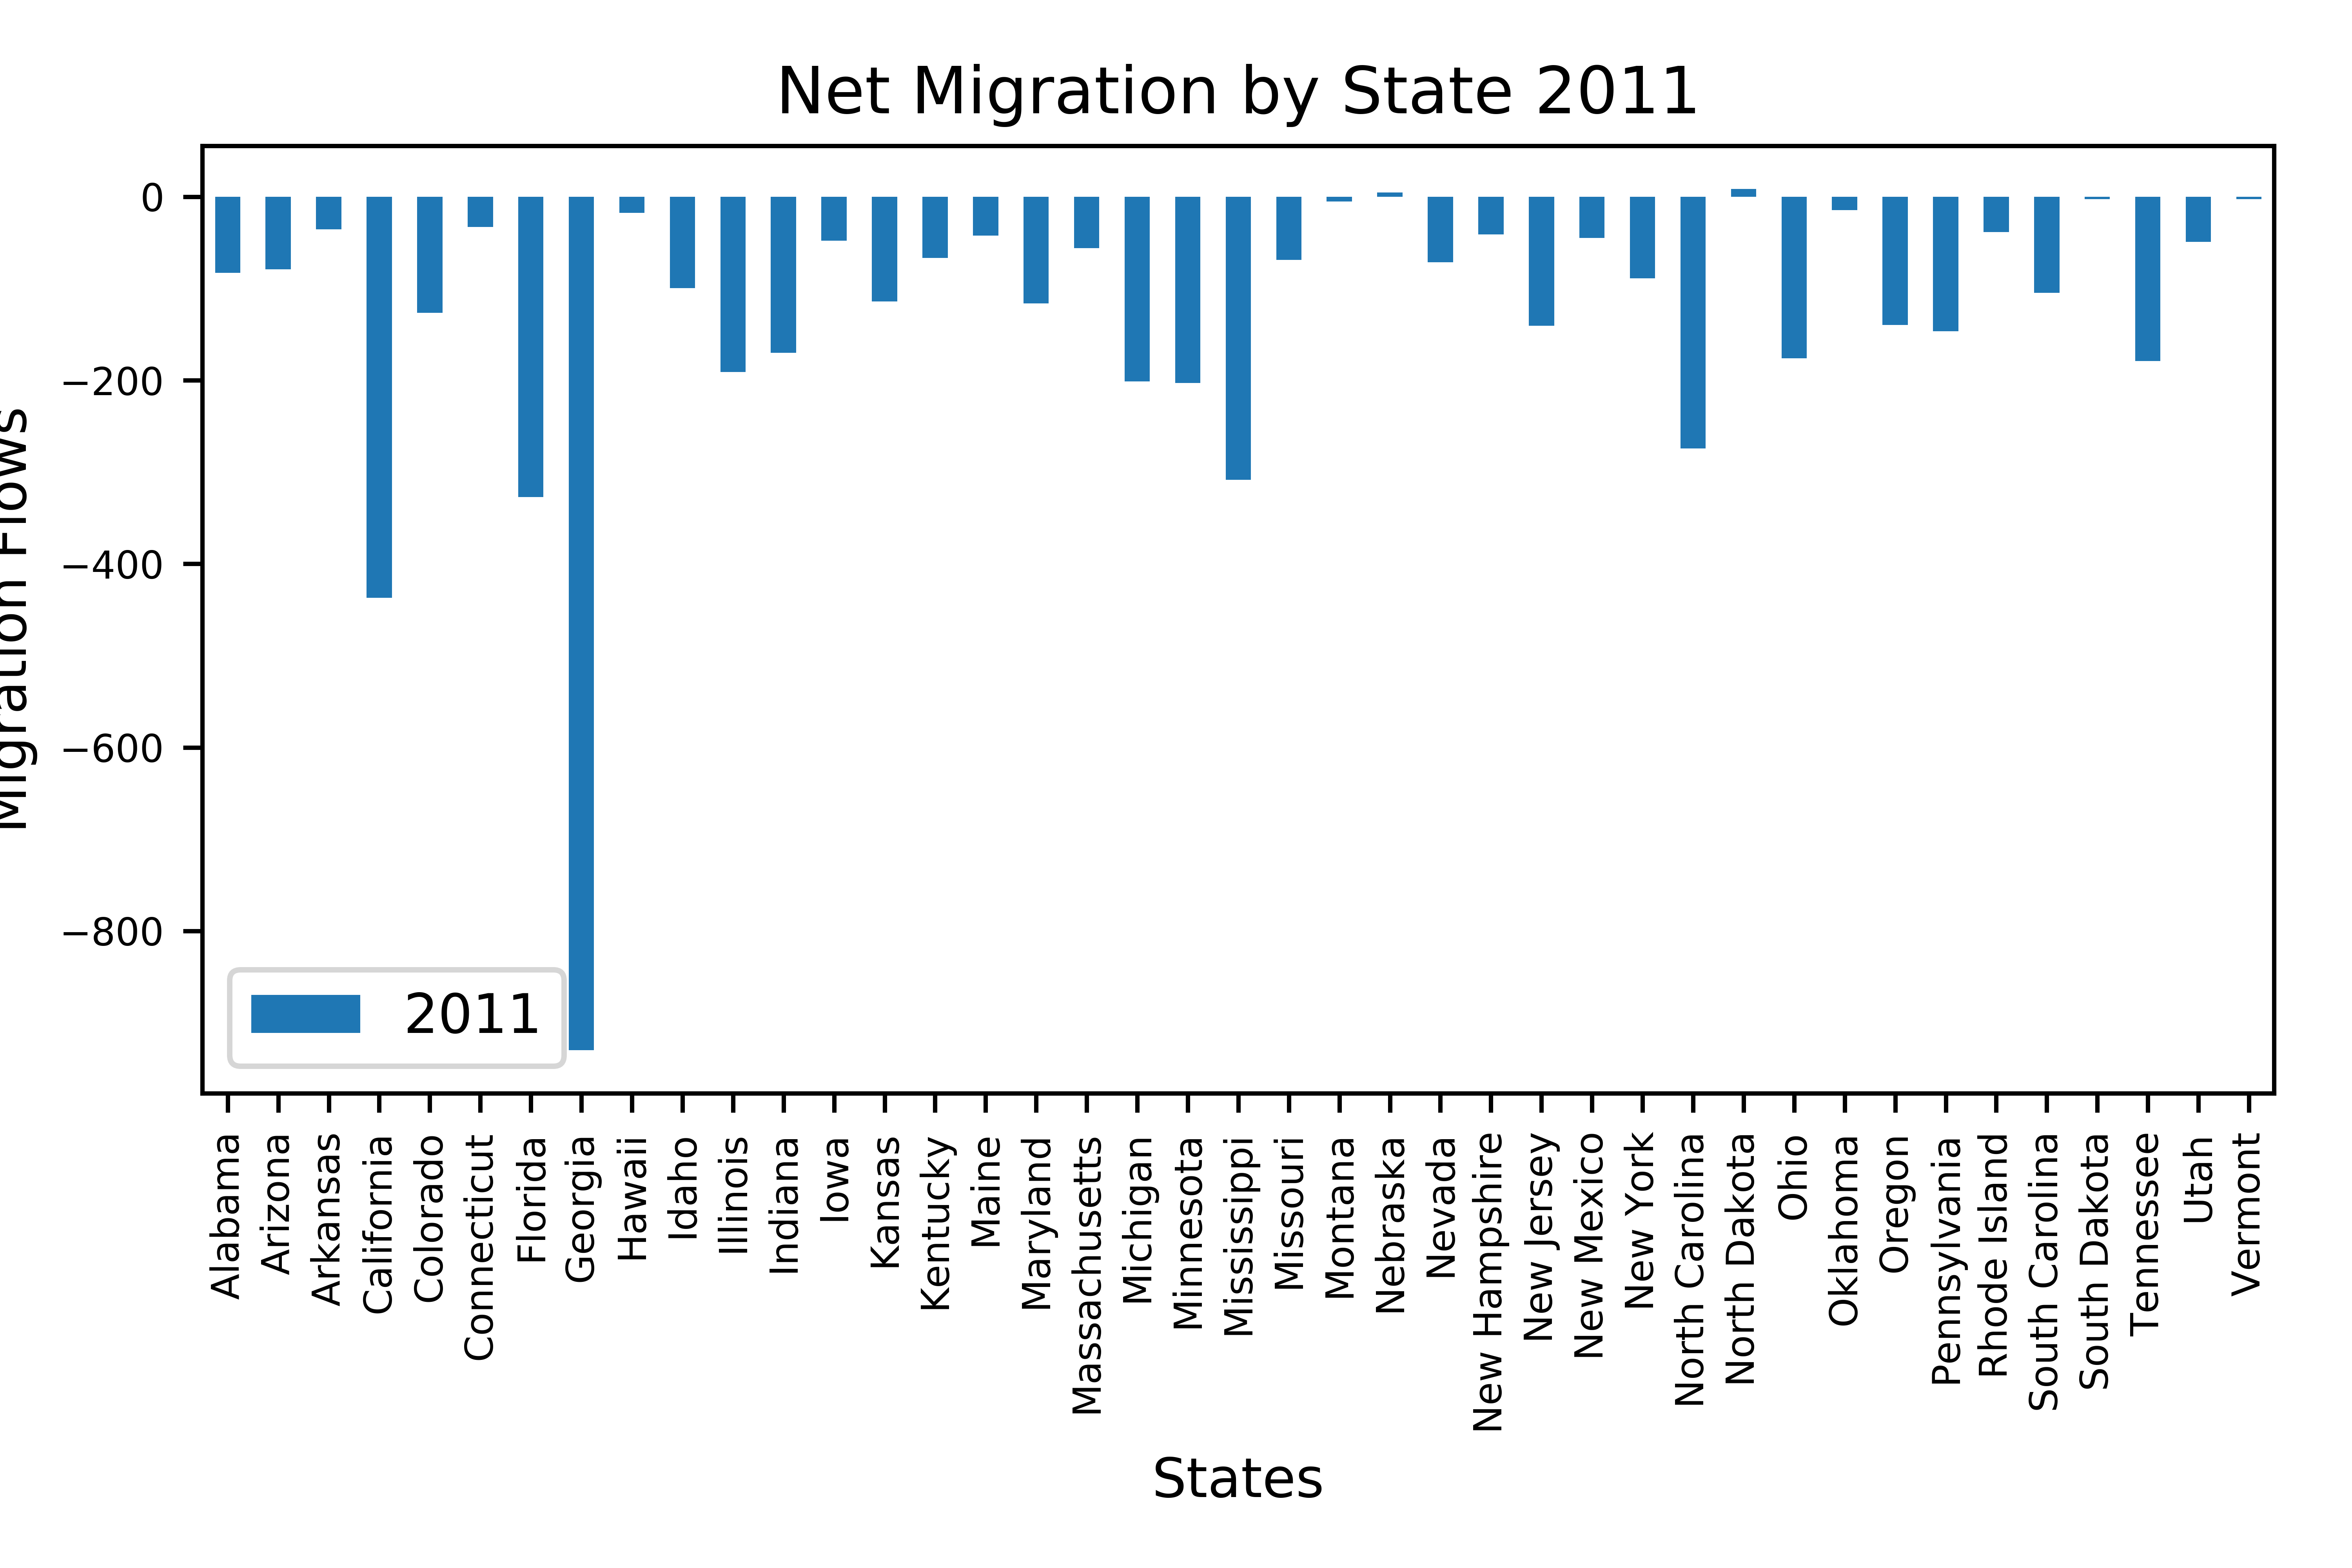 Net Migration by State 2011
Migration Flows
0
−200
−400
−600
−800
2011
Alabama
Arizona
Arkansas
California
Colorado
Connecticut
Florida
Georgia
Hawaii
Idaho
Illinois
Indiana
Iowa
Kansas
Kentucky
Maine
Maryland
Massachusetts
Michigan
Minnesota
Mississippi
Missouri
Montana
Nebraska
Nevada
New Hampshire
New Jersey
New Mexico
New York
North Carolina
North Dakota
Ohio
Oklahoma
Oregon
Pennsylvania
Rhode Island
South Carolina
South Dakota
Tennessee
Utah
Vermont
States